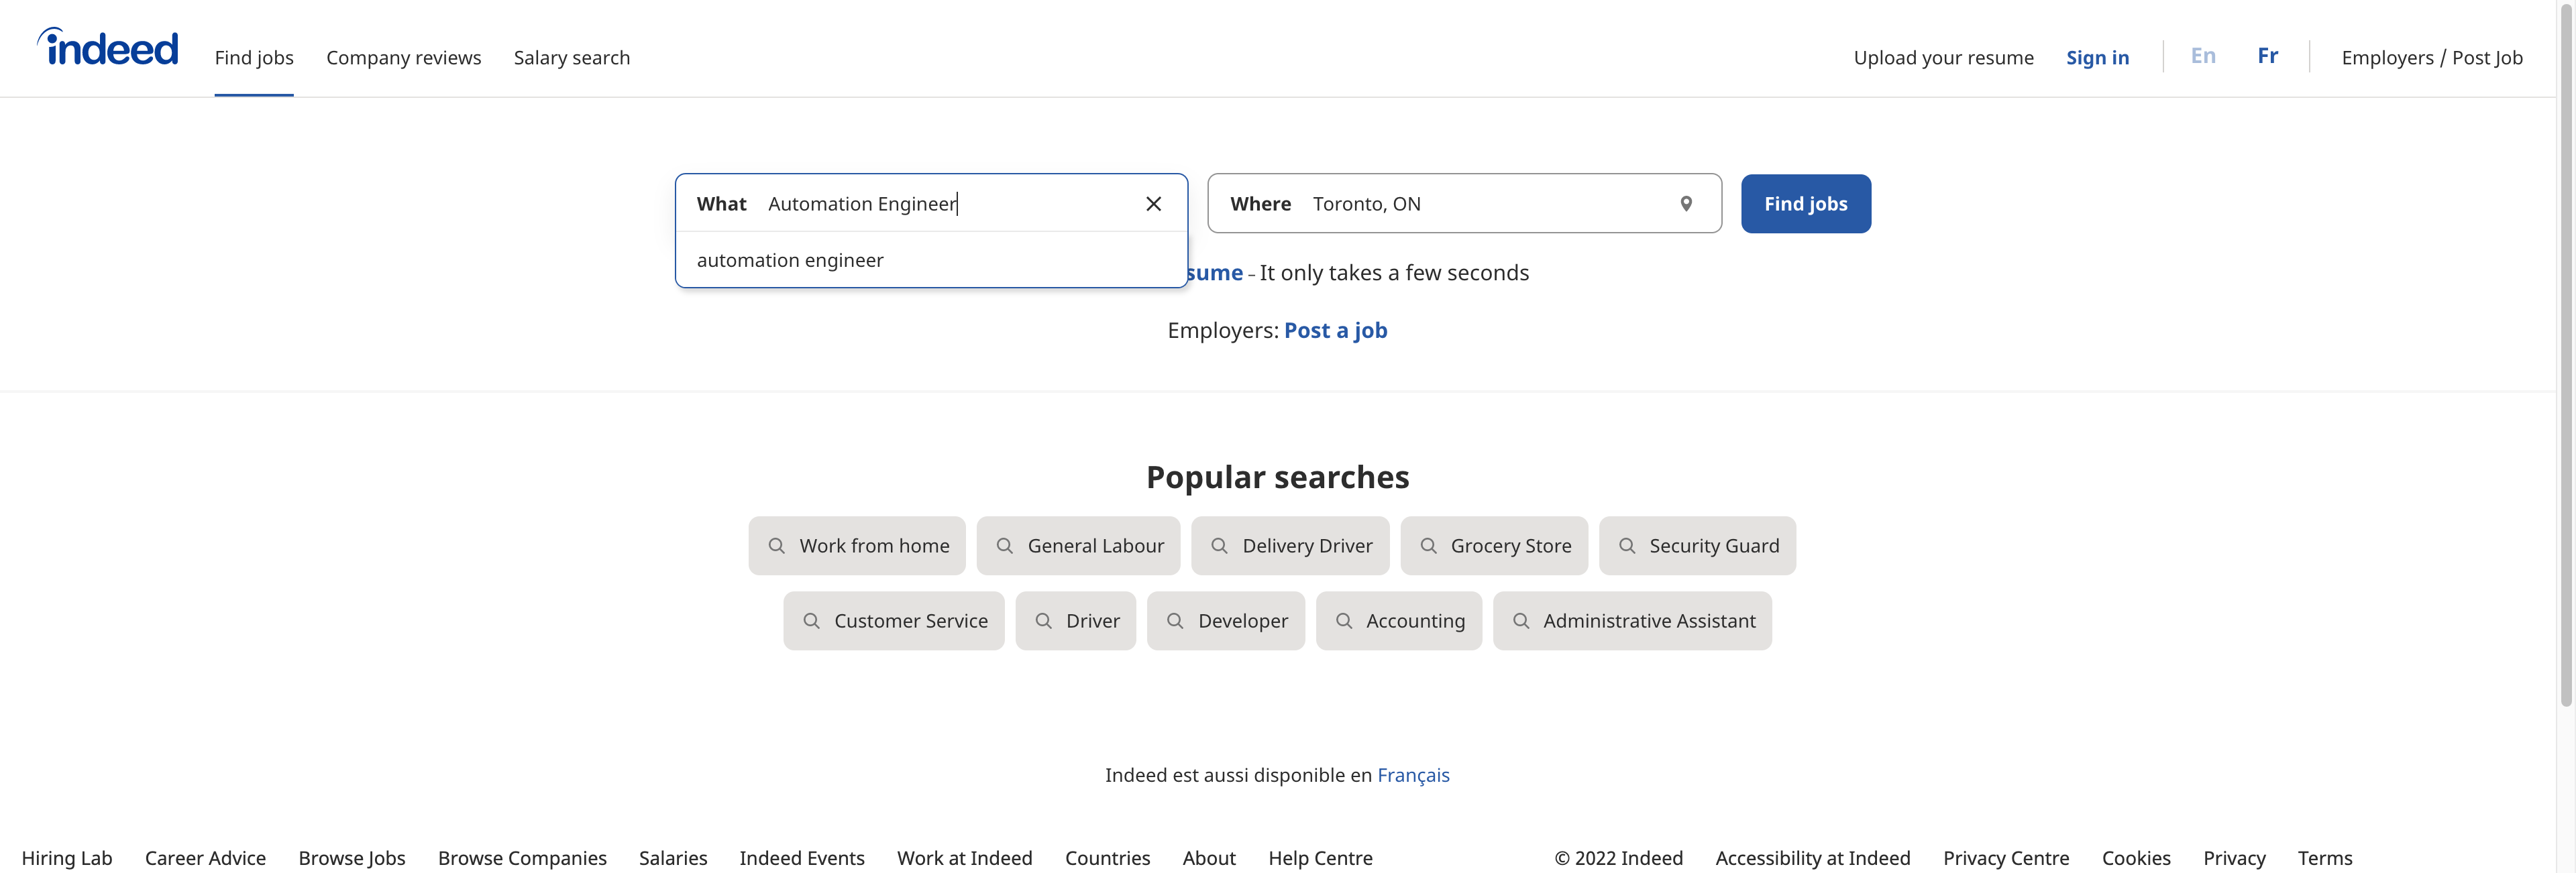 indeed Find jobs Company reviews Salary search Upload your resume Sign in En Fr Employers / Post Job
What Automation Engineer Where Toronto, ON Find jobs
automation engineer
– It only takes a few seconds
Employers: Post a job
Popular searches
Work from home General Labour Delivery Driver Grocery Store Security Guard
Customer Service Driver Developer Accounting Administrative Assistant
Indeed est aussi disponible en Français
Hiring Lab Career Advice Browse Jobs Browse Companies Salaries Indeed Events Work at Indeed Countries About Help Centre © 2022 Indeed Accessibility at Indeed Privacy Centre Cookies Privacy Terms